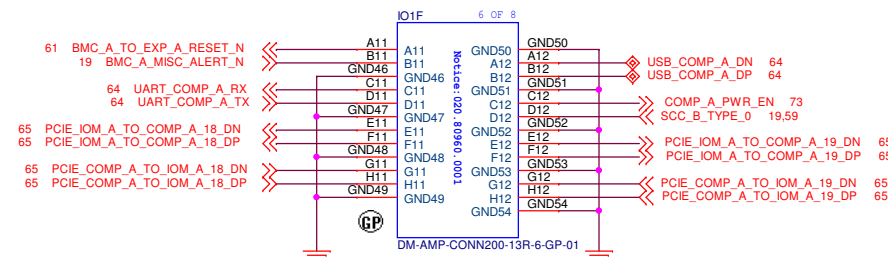 IO1F 6 OF 8
61 BMC_A_TO_EXP_A_RESET_N A11 A11 GND50 GND50
19 BMC_A_MISC_ALERT_N B11 B11 A12 A12 USB_COMP_A_DN 64
GND46 GND46 B12 B12 USB_COMP_A_DP 64
64 UART_COMP_A_RX C11 C11 GND51 GND51
64 UART_COMP_A_TX D11 D11 C12 C12 COMP_A_PWR_EN 73
GND47 GND47 D12 D12 SCC_B_TYPE_0 19,59
65 PCIE_IOM_A_TO_COMP_A_18_DN E11 E11 GND52 GND52
65 PCIE_IOM_A_TO_COMP_A_18_DP F11 F11 E12 E12 PCIE_IOM_A_TO_COMP_A_19_DN 65
GND48 GND48 F12 F12 PCIE_IOM_A_TO_COMP_A_19_DP 65
65 PCIE_COMP_A_TO_IOM_A_18_DN G11 G11 GND53 GND53
65 PCIE_COMP_A_TO_IOM_A_18_DP H11 H11 G12 G12 PCIE_COMP_A_TO_IOM_A_19_DN 65
GND49 GND49 H12 H12 PCIE_COMP_A_TO_IOM_A_19_DP 65
GND54 GND54
Notice:020.80960.0001
GP
DM-AMP-CONN200-13R-6-GP-01